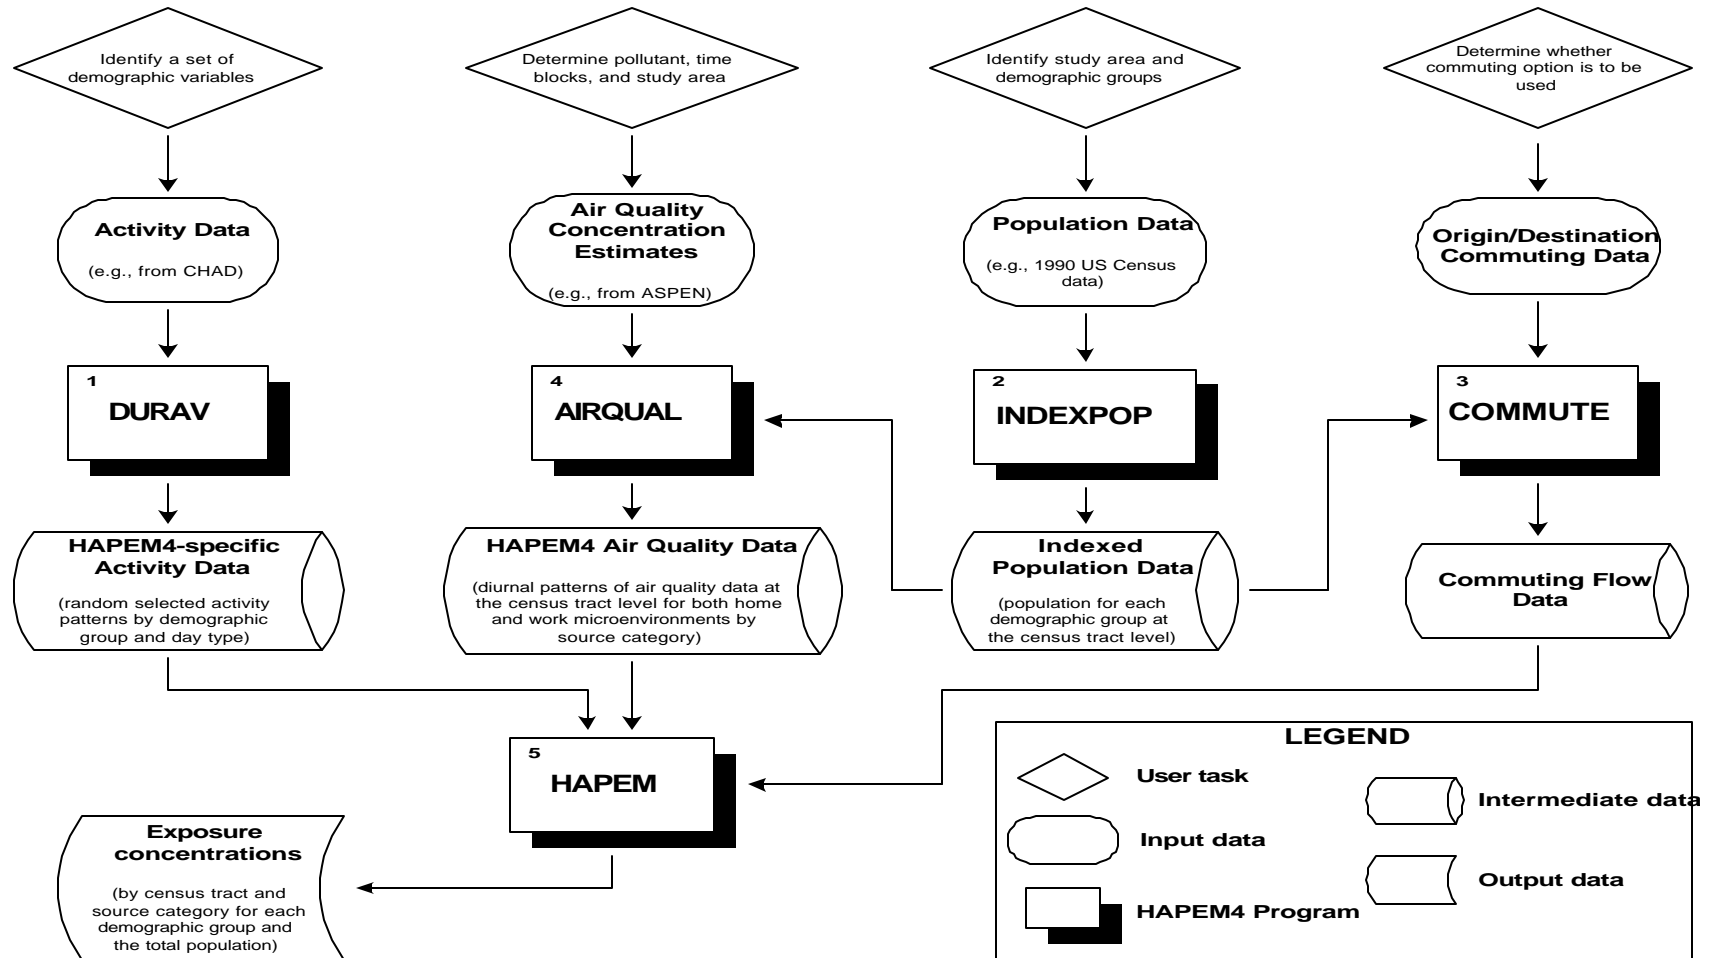 Identify a set of
demographic variables
Determine pollutant, time
blocks, and study area
Identify study area and
demographic groups
Determine whether
commuting option is to be
used
Activity Data
(e.g., from CHAD)
Air Quality
Concentration
Estimates
(e.g., from ASPEN)
Population Data
(e.g., 1990 US Census
data)
Origin/Destination
Commuting Data
1
DURAV
4
AIRQUAL
2
INDEXPOP
3
COMMUTE
HAPEM4-specific
Activity Data
(random selected activity
patterns by demographic
group and day type)
HAPEM4 Air Quality Data
(diurnal patterns of air quality data at
the census tract level for both home
and work microenvironments by
source category)
Indexed
Population Data
(population for each
demographic group at
the census tract level)
Commuting Flow
Data
5
HAPEM
Exposure
concentrations
(by census tract and
source category for each
demographic group and
the total population)
LEGEND
User task
Input data
HAPEM4 Program
Intermediate data
Output data